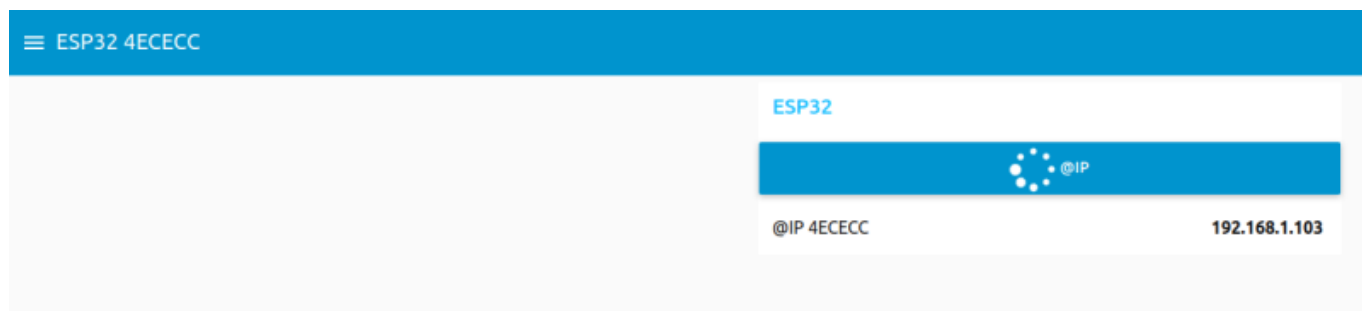 ESP32 4ECECC
ESP32
@IP
@IP 4ECECC 192.168.1.103